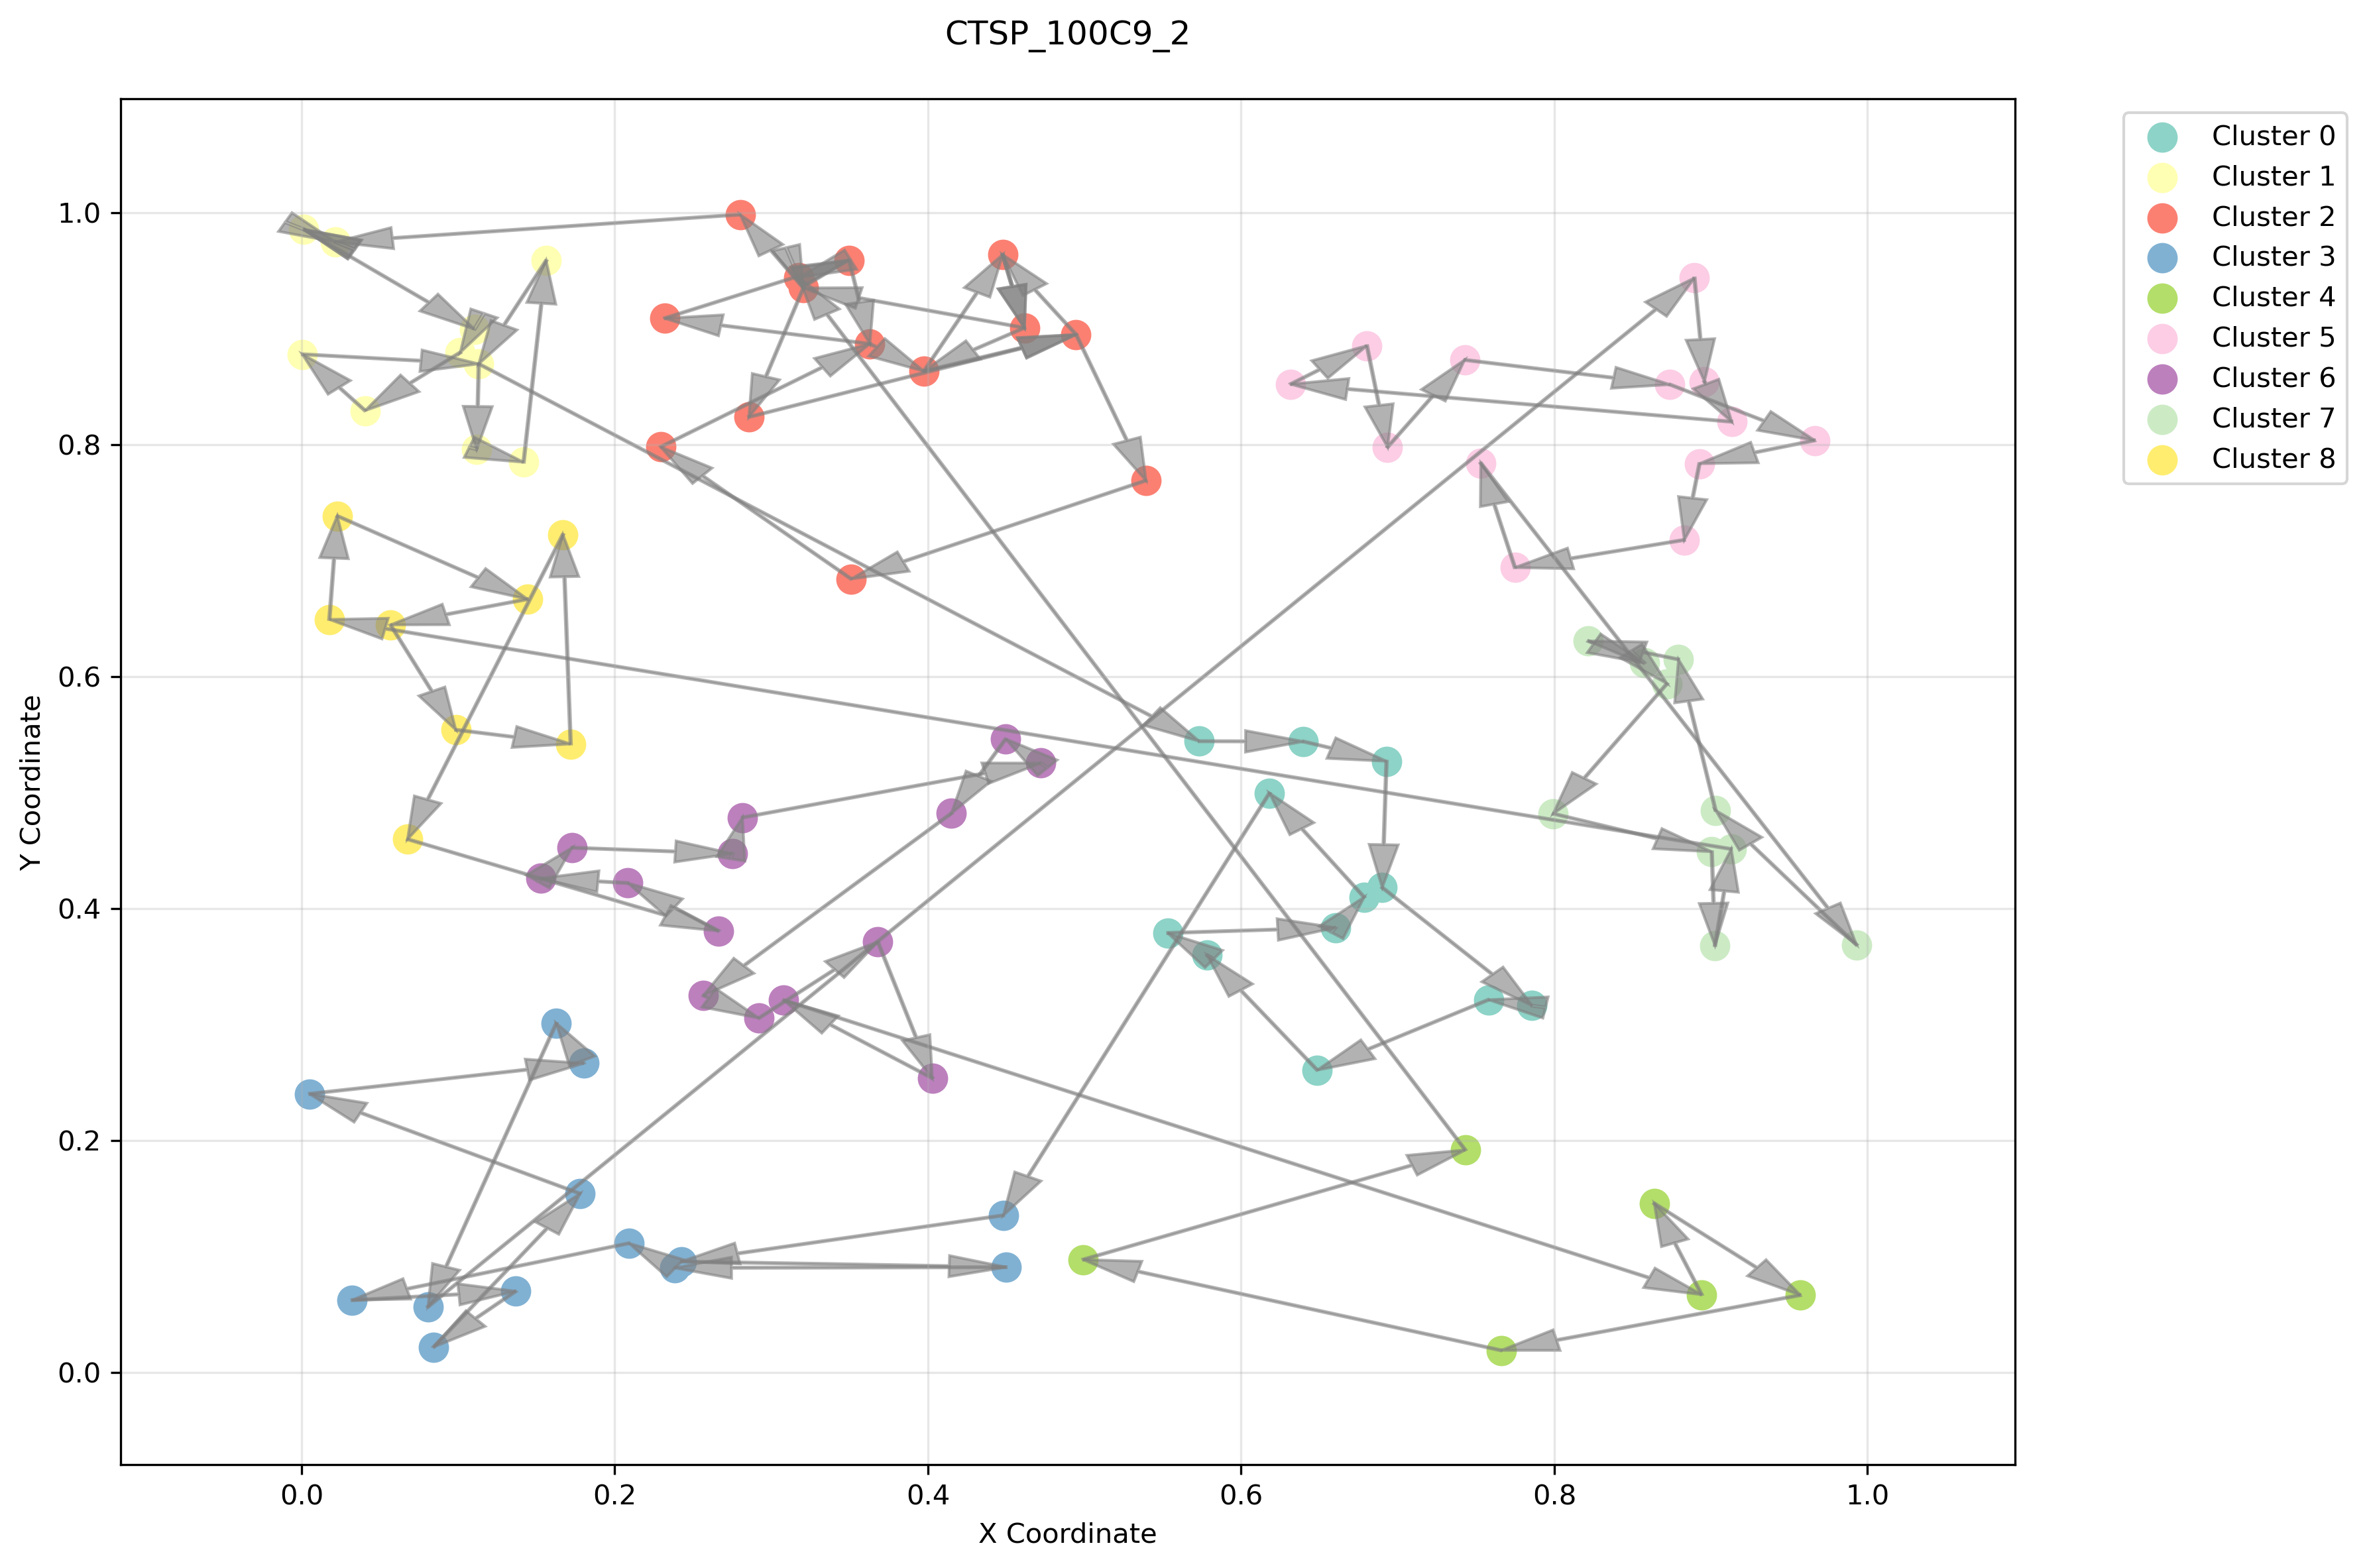 CTSP_100C9_2
Cluster 0
Cluster 1
Cluster 2
Cluster 3
Cluster 4
Cluster 5
Cluster 6
Cluster 7
Cluster 8
1.0
0.8
0.6
0.4
0.2
0.0
Y Coordinate
0.0 0.2 0.4 0.6 0.8 1.0
X Coordinate